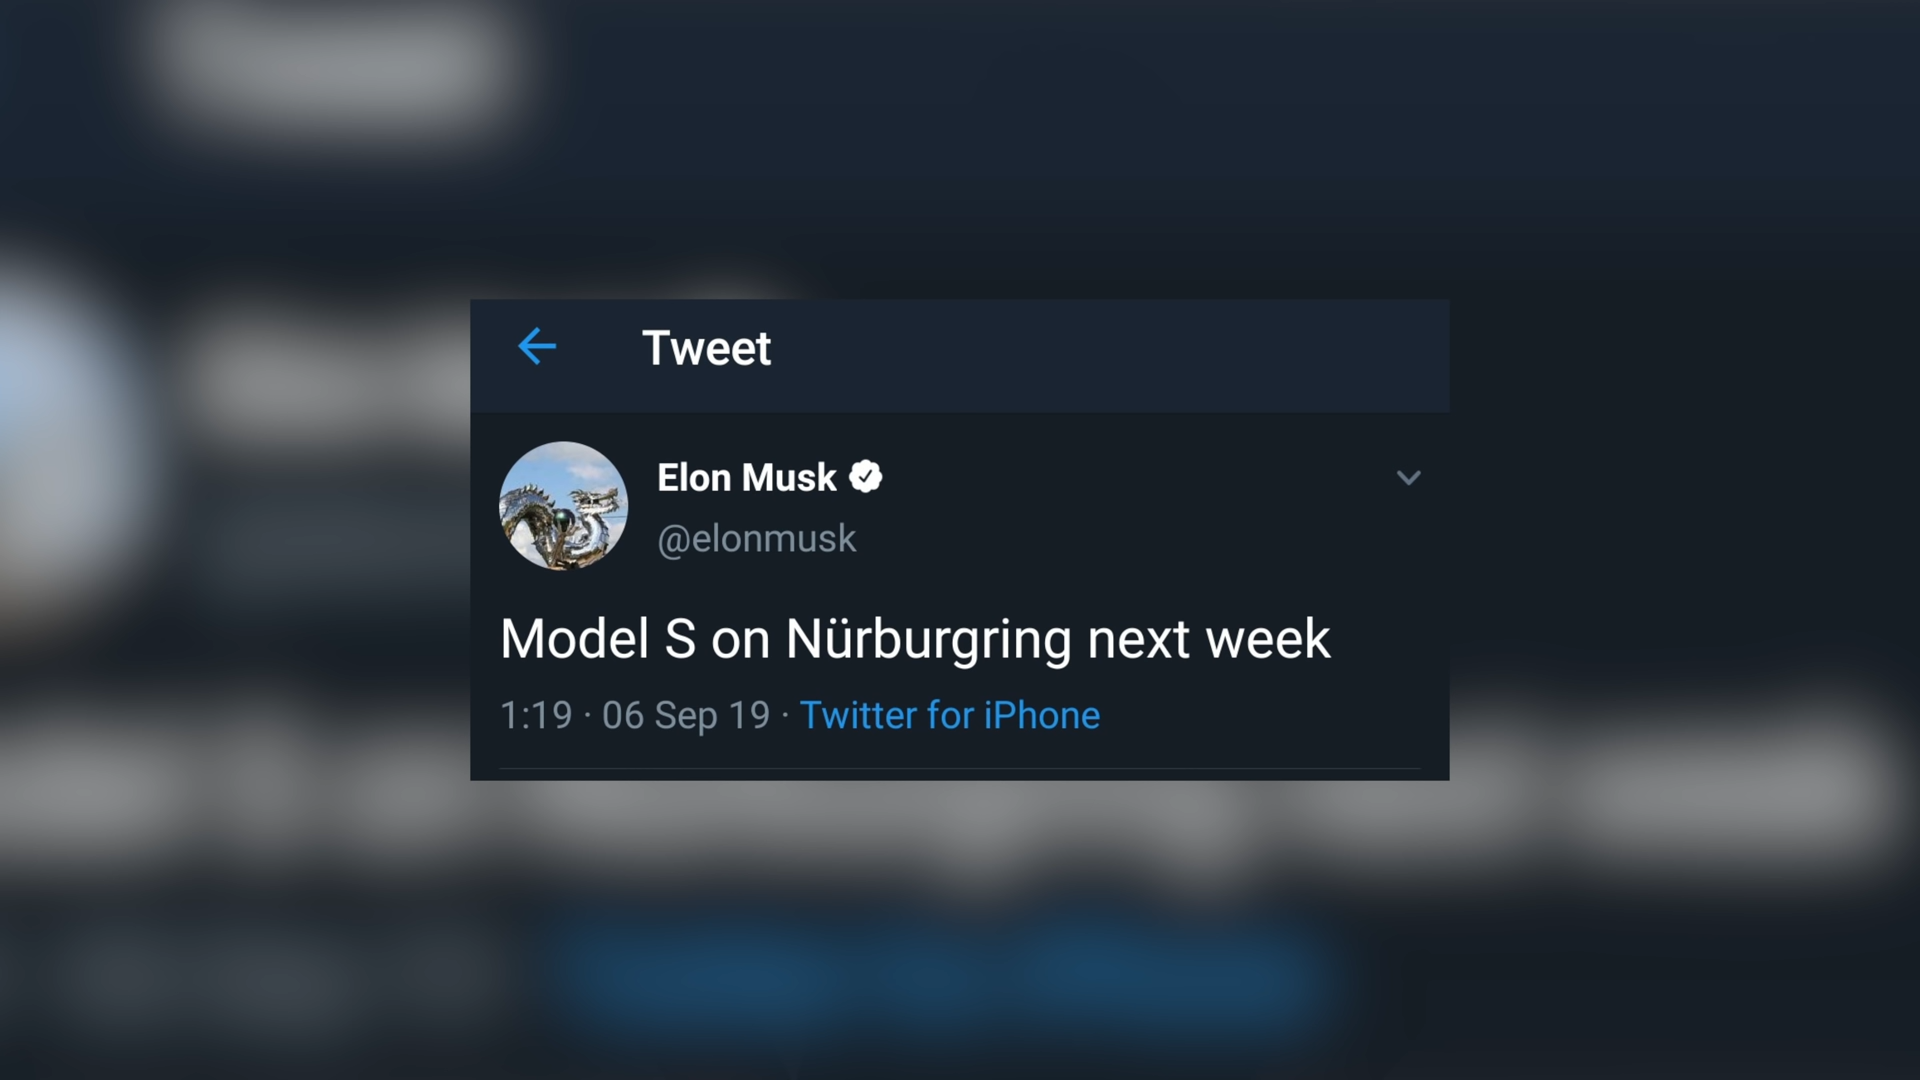 Tweet
Elon Musk
@elonmusk
Model S on Nürburgring next week
1:19 · 06 Sep 19 · Twitter for iPhone